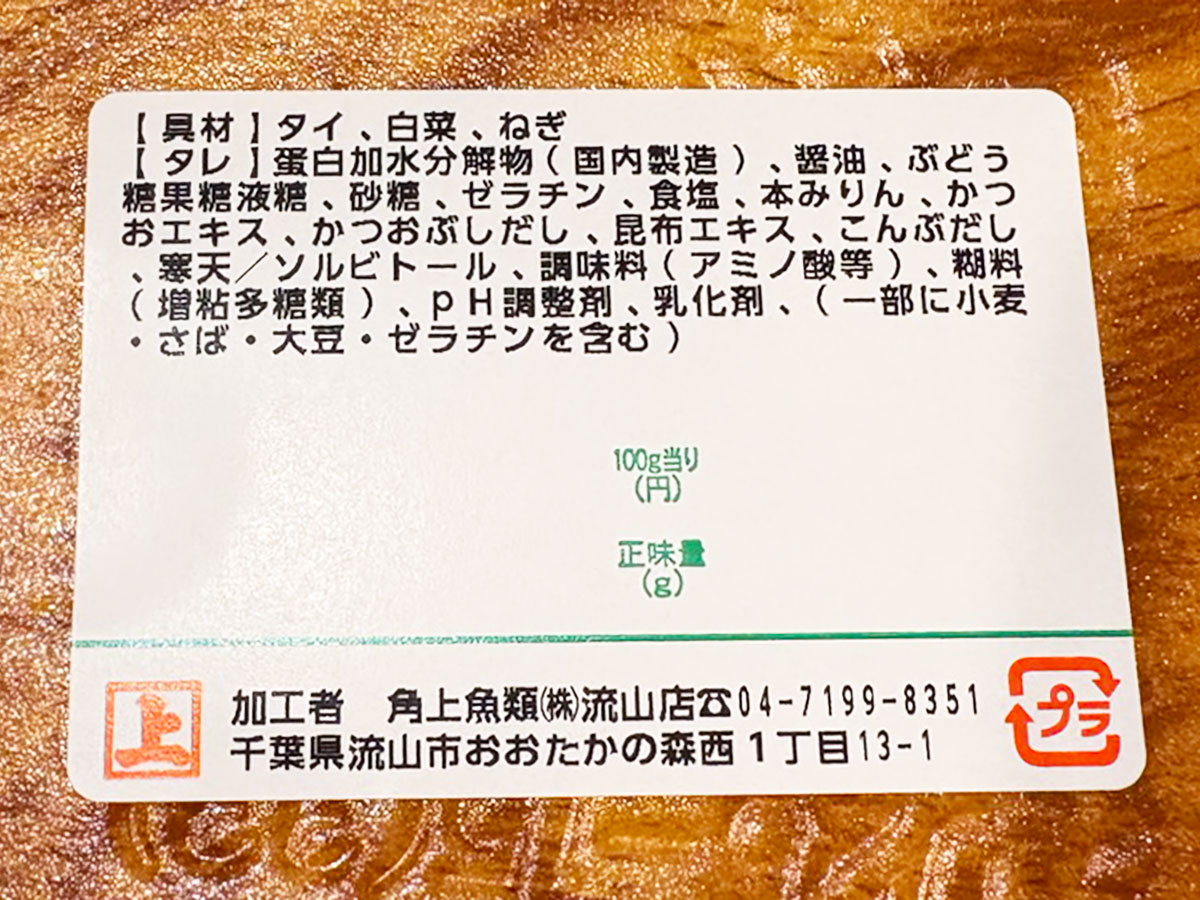 【具材】タイ、白菜、ねぎ
【タレ】蛋白加水分解物(国内製造)、醤油、ぶどう
糖果糖液糖、砂糖、ゼラチン、食塩、本みりん、かつ
おエキス、かつおぶしだし、昆布エキス、こんぶだし
、寒天/ソルビトール、調味料(アミノ酸等)、糊料
(増粘多糖類)、pH調整剤、乳化剤、(一部に小麦
・さば・大豆・ゼラチンを含む)
100g当り
(円)
正味量
(g)
上
加工者 角上魚類㈱流山店☎04-7199-8351
千葉県流山市おおたかの森西1丁目13-1
プラ